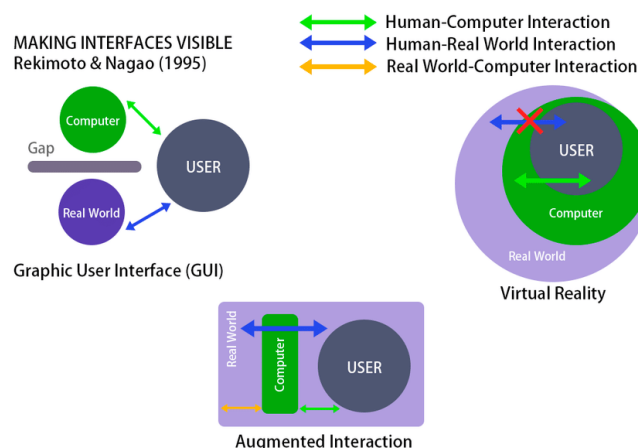 MAKING INTERFACES VISIBLE
Rekimoto & Nagao (1995)
Human-Computer Interaction
Human-Real World Interaction
Real World-Computer Interaction
Computer
Gap
USER
Real World
Graphic User Interface (GUI)
USER
Computer
Real World
Virtual Reality
Real World
Computer
USER
Augmented Interaction